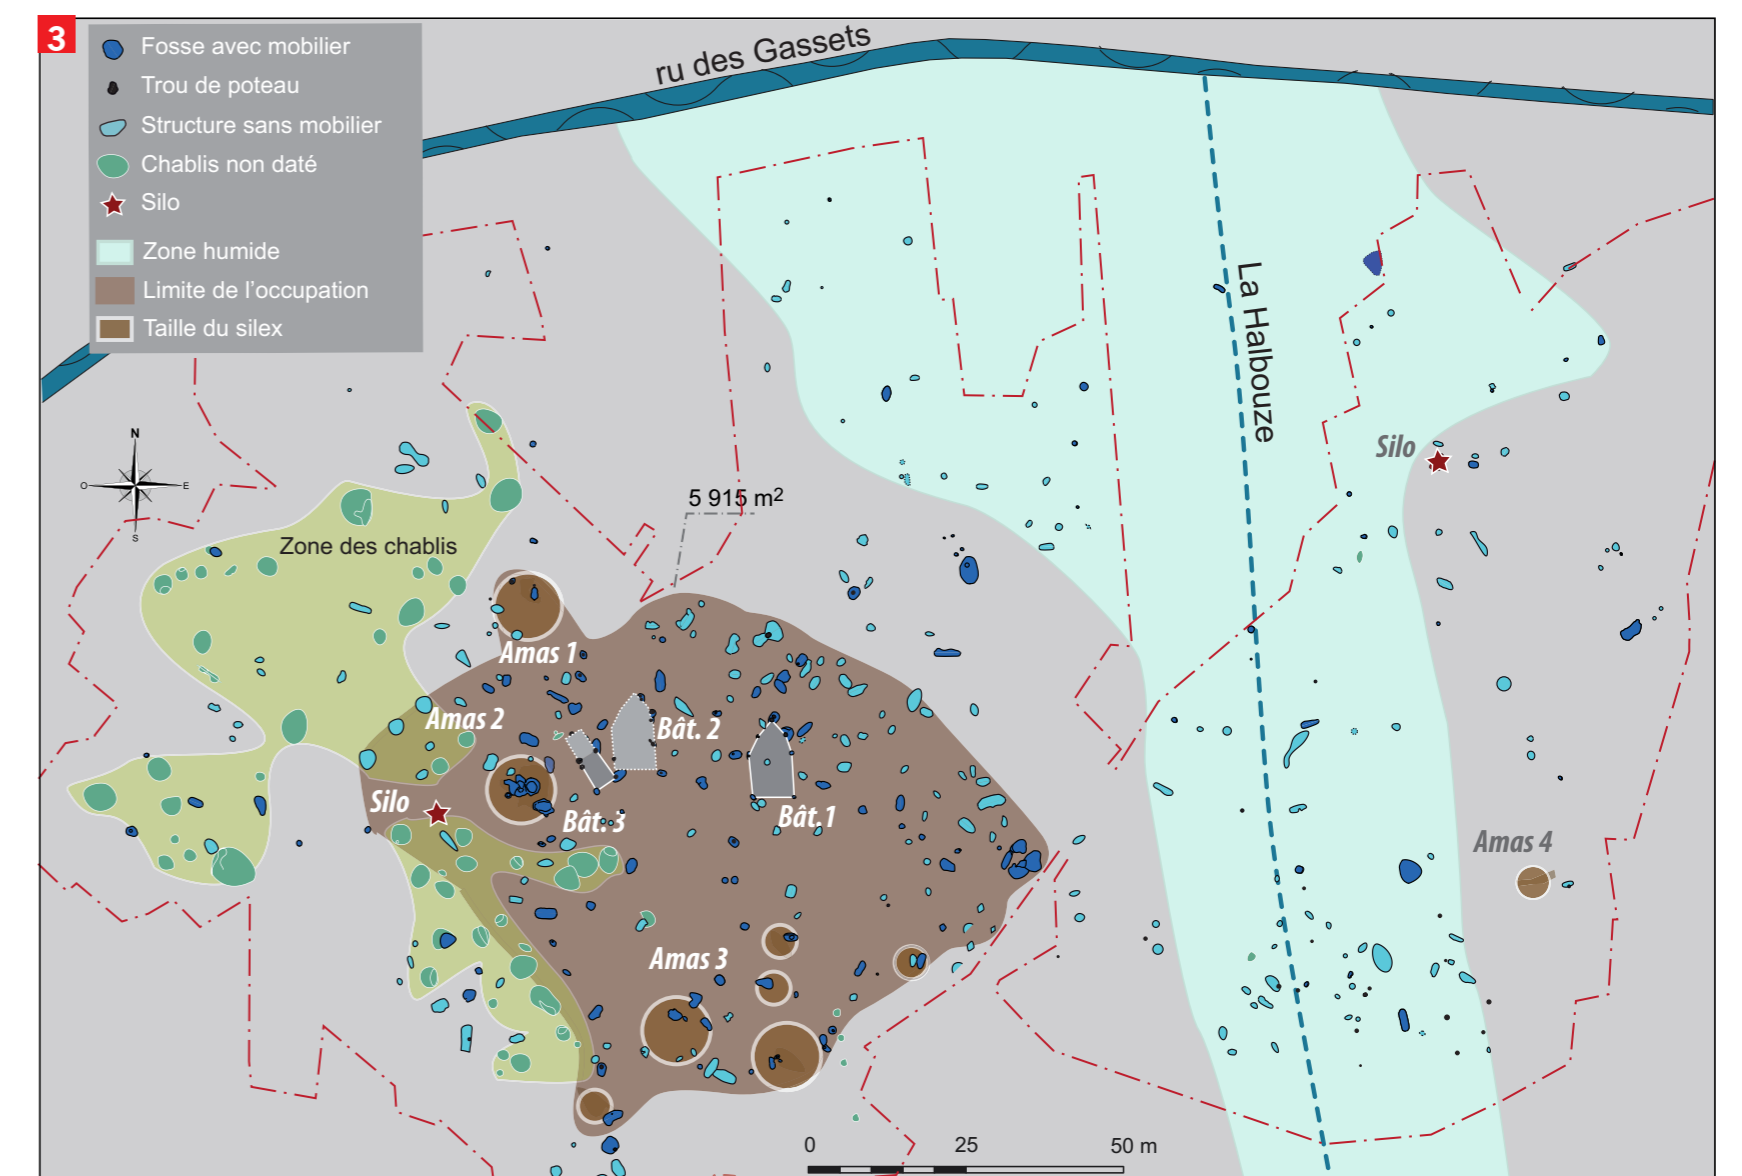 3
Fosse avec mobilier
Trou de poteau
Structure sans mobilier
Chablis non daté
Silo
Zone humide
Limite de l’occupation
Taille du silex
ru des Gassets
La Halbouze
Silo
N
O
E
S
5 915 m2
Zone des chablis
Amas 1
Amas 2
Bât. 2
Silo
Bât. 3
Bât.1
Amas 4
Amas 3
0 25 50 m